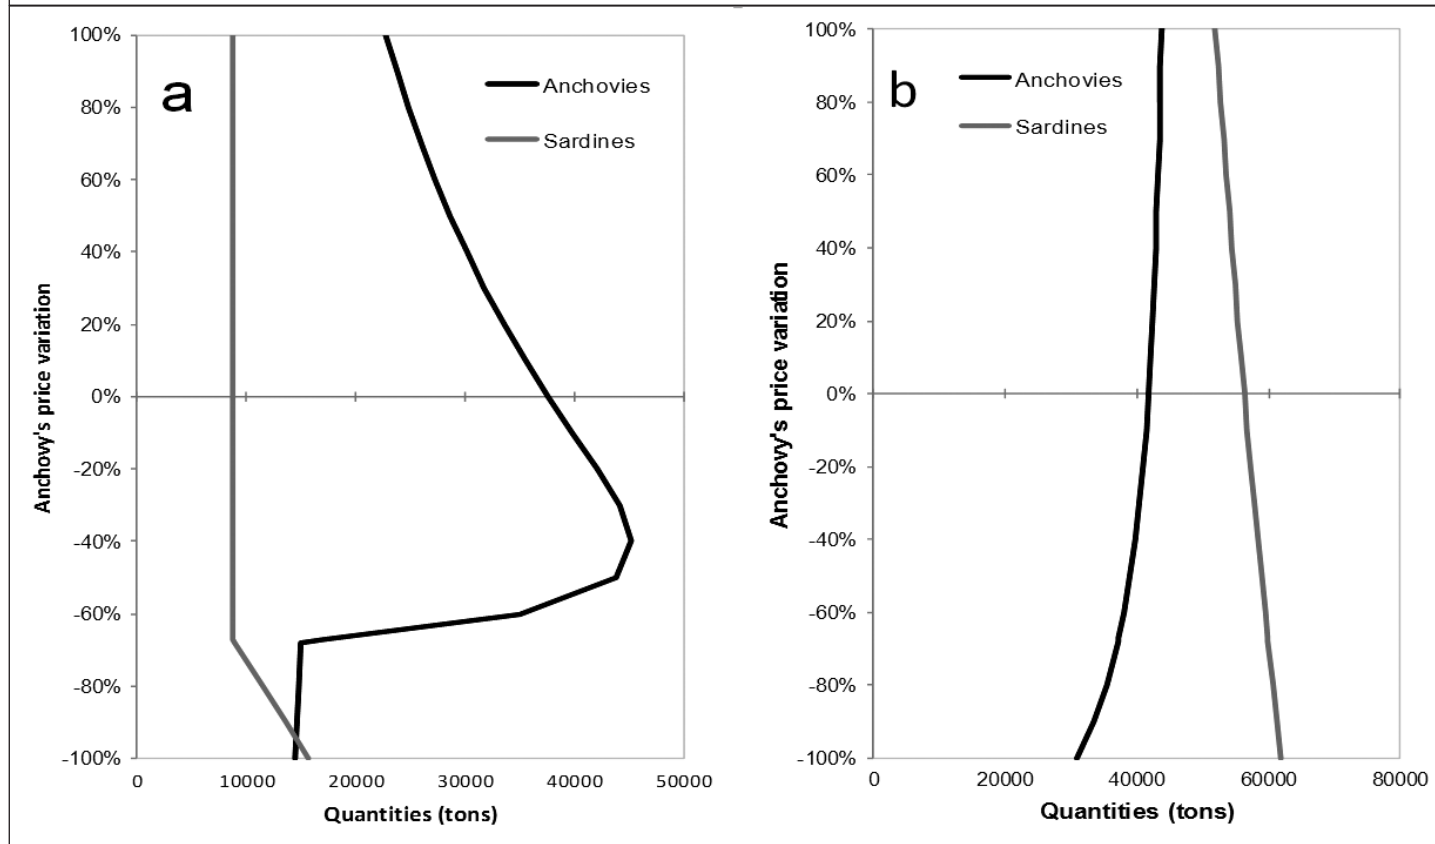 a
Anchovies
Sardines
Anchovy's price variation
100%
80%
60%
40%
20%
0%
-20%
-40%
-60%
-80%
-100%
0 10000 20000 30000 40000 50000
Quantities (tons)
b
Anchovies
Sardines
Anchovy's price variation
100%
80%
60%
40%
20%
0%
-20%
-40%
-60%
-80%
-100%
0 20000 40000 60000 80000
Quantities (tons)